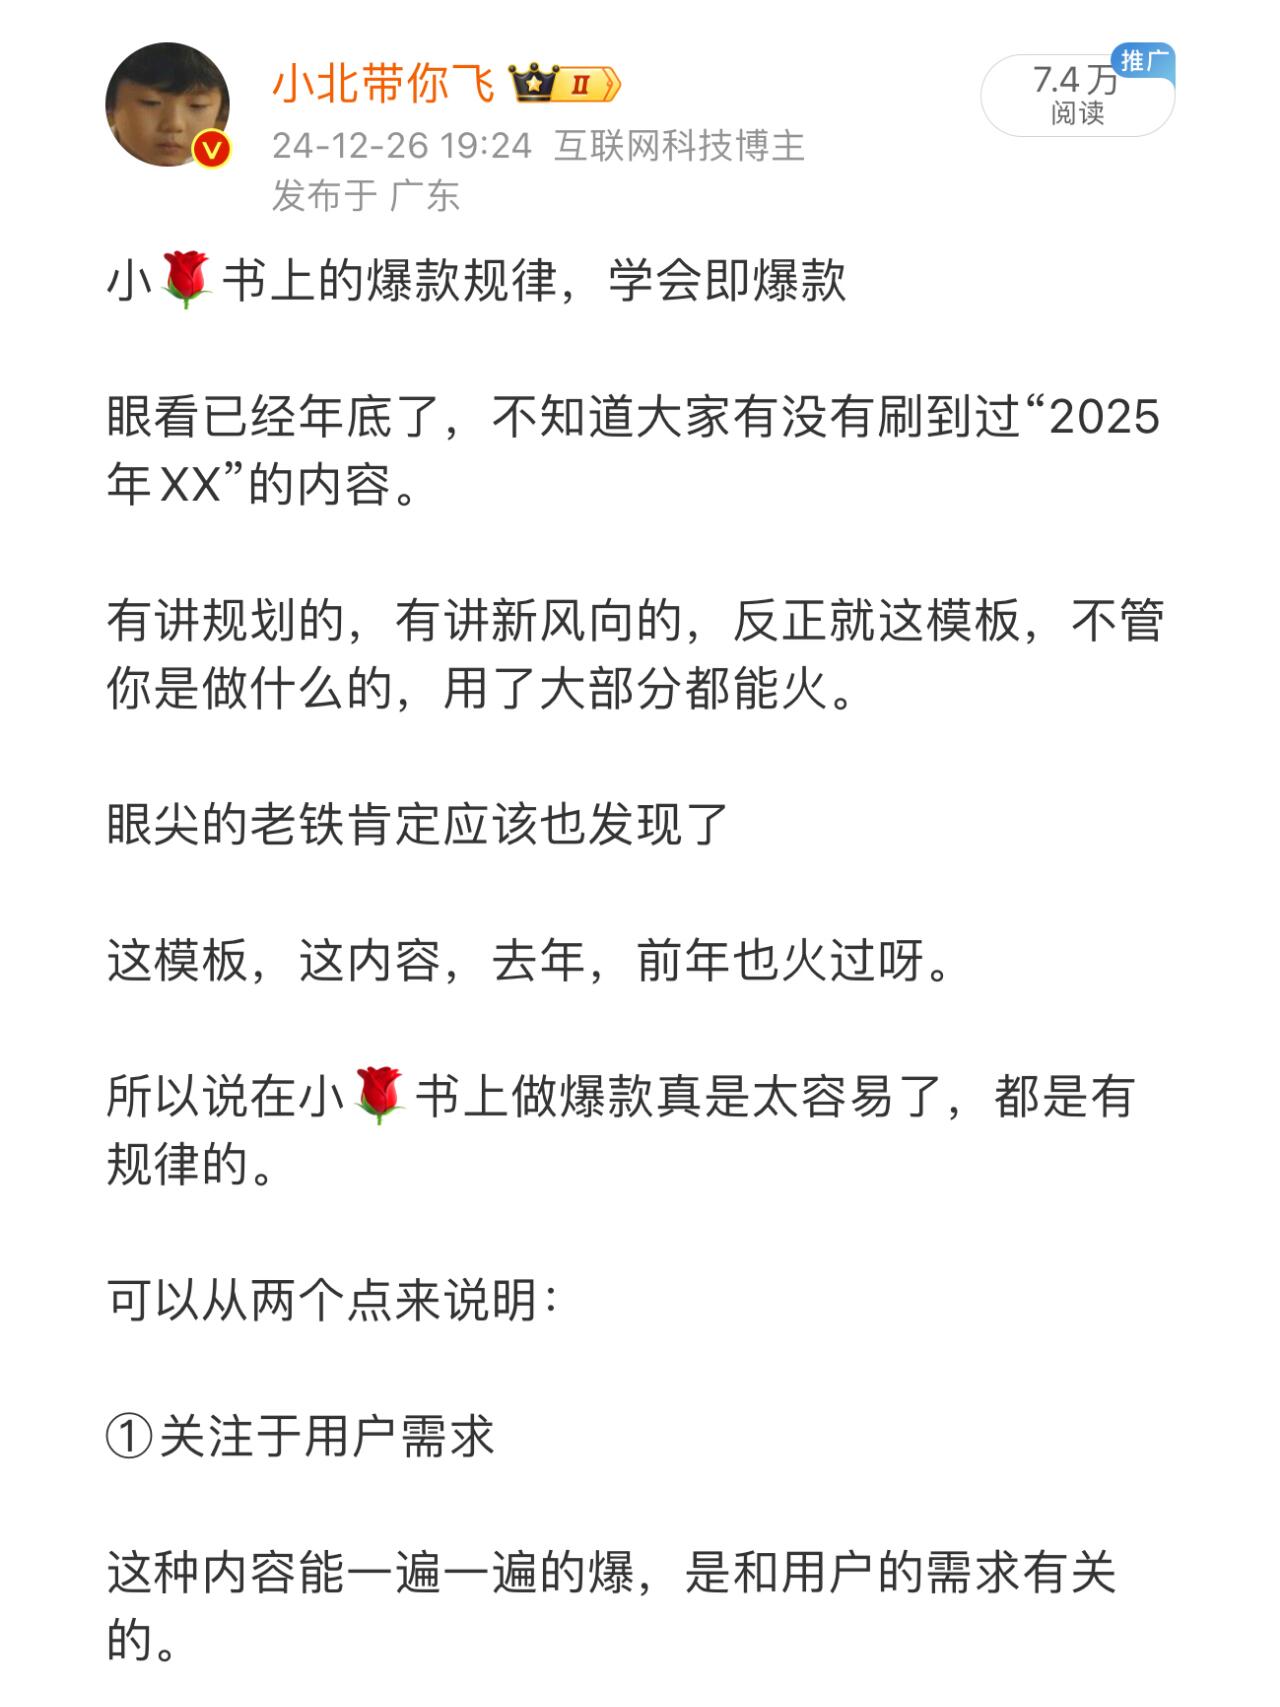 小北带你飞 II
7.4万
推广
阅读
24-12-26 19:24 互联网科技博主
发布于 广东
小🌹书上的爆款规律，学会即爆款
眼看已经年底了，不知道大家有没有刷到过“2025
年XX”的内容。
有讲规划的，有讲新风向的，反正就这模板，不管
你是做什么的，用了大部分都能火。
眼尖的老铁肯定应该也发现了
这模板，这内容，去年，前年也火过呀。
所以说在小🌹书上做爆款真是太容易了，都是有
规律的。
可以从两个点来说明：
①关注于用户需求
这种内容能一遍一遍的爆，是和用户的需求有关
的。